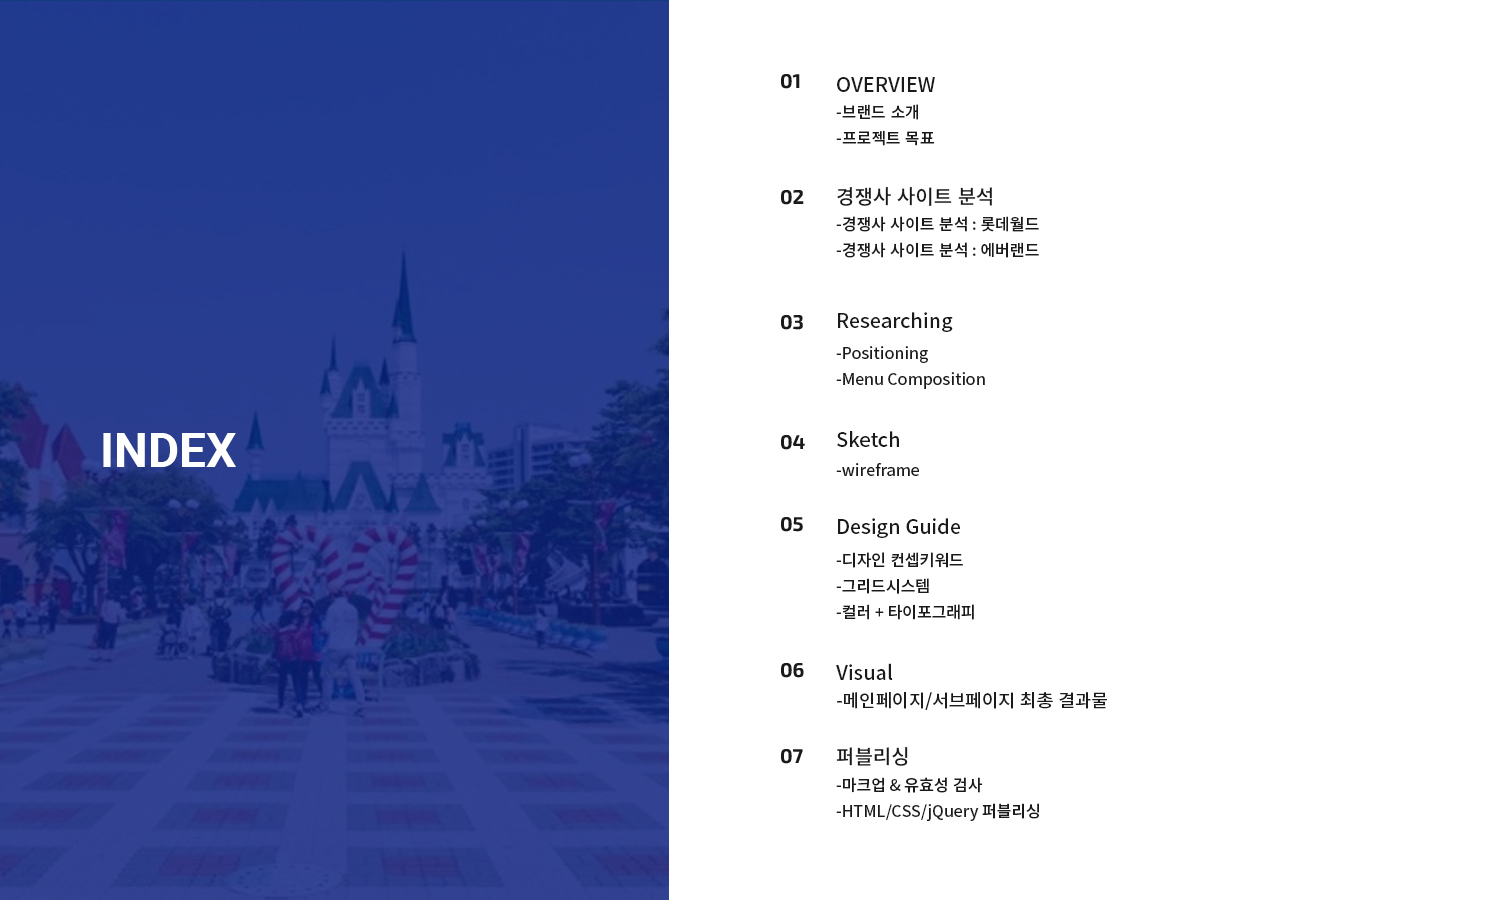 INDEX
01 OVERVIEW
-브랜드 소개
-프로젝트 목표
02 경쟁사 사이트 분석
-경쟁사 사이트 분석 : 롯데월드
-경쟁사 사이트 분석 : 에버랜드
03 Researching
-Positioning
-Menu Composition
04 Sketch
-wireframe
05 Design Guide
-디자인 컨셉키워드
-그리드시스템
-컬러 + 타이포그래피
06 Visual
-메인페이지/서브페이지 최총 결과물
07 퍼블리싱
-마크업 & 유효성 검사
-HTML/CSS/jQuery 퍼블리싱